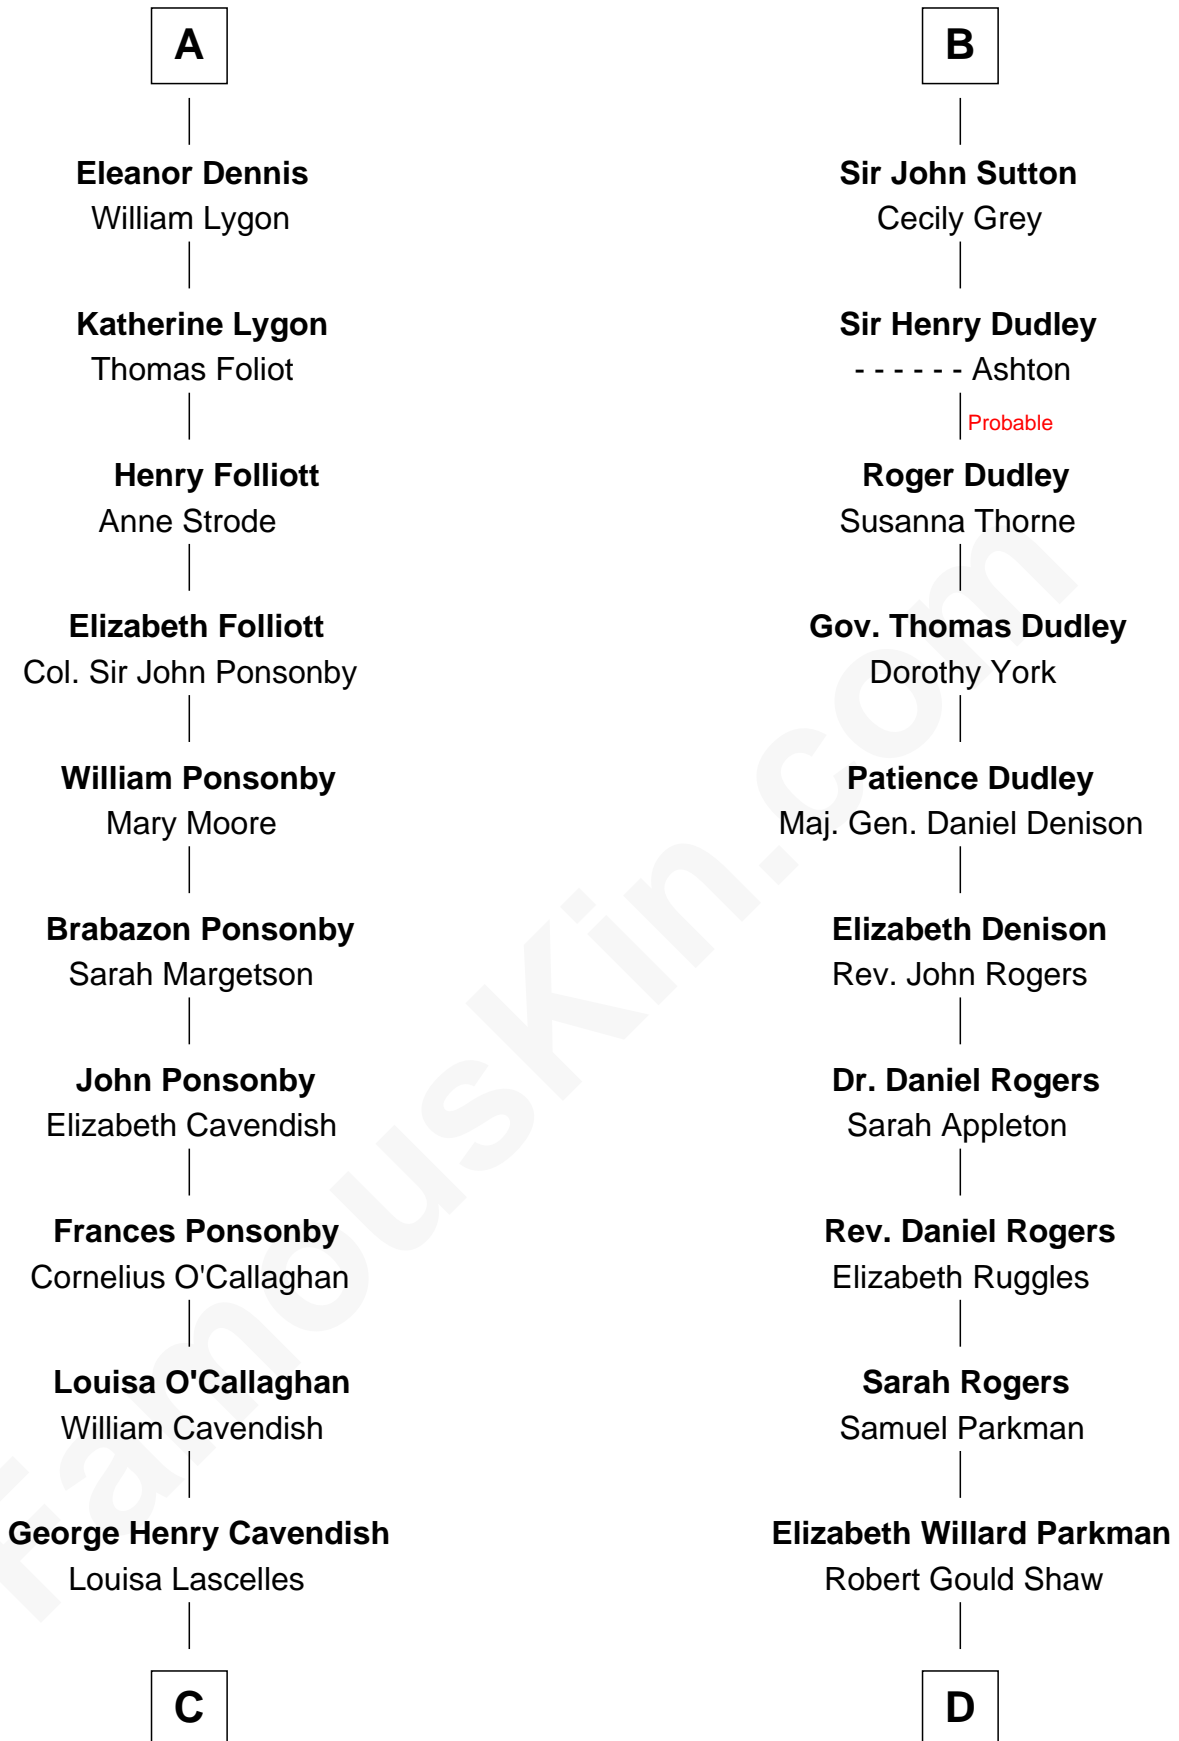 A
Eleanor Dennis
William Lygon
Katherine Lygon
Thomas Foliot
Henry Folliott
Anne Strode
Elizabeth Folliott
Col. Sir John Ponsonby
William Ponsonby
Mary Moore
Brabazon Ponsonby
Sarah Margetson
John Ponsonby
Elizabeth Cavendish
Frances Ponsonby
Cornelius O'Callaghan
Louisa O'Callaghan
William Cavendish
George Henry Cavendish
Louisa Lascelles
C
B
Sir John Sutton
Cecily Grey
Sir Henry Dudley
- - - - - - Ashton
Probable
Roger Dudley
Susanna Thorne
Gov. Thomas Dudley
Dorothy York
Patience Dudley
Maj. Gen. Daniel Denison
Elizabeth Denison
Rev. John Rogers
Dr. Daniel Rogers
Sarah Appleton
Rev. Daniel Rogers
Elizabeth Ruggles
Sarah Rogers
Samuel Parkman
Elizabeth Willard Parkman
Robert Gould Shaw
D
FamousKin.com